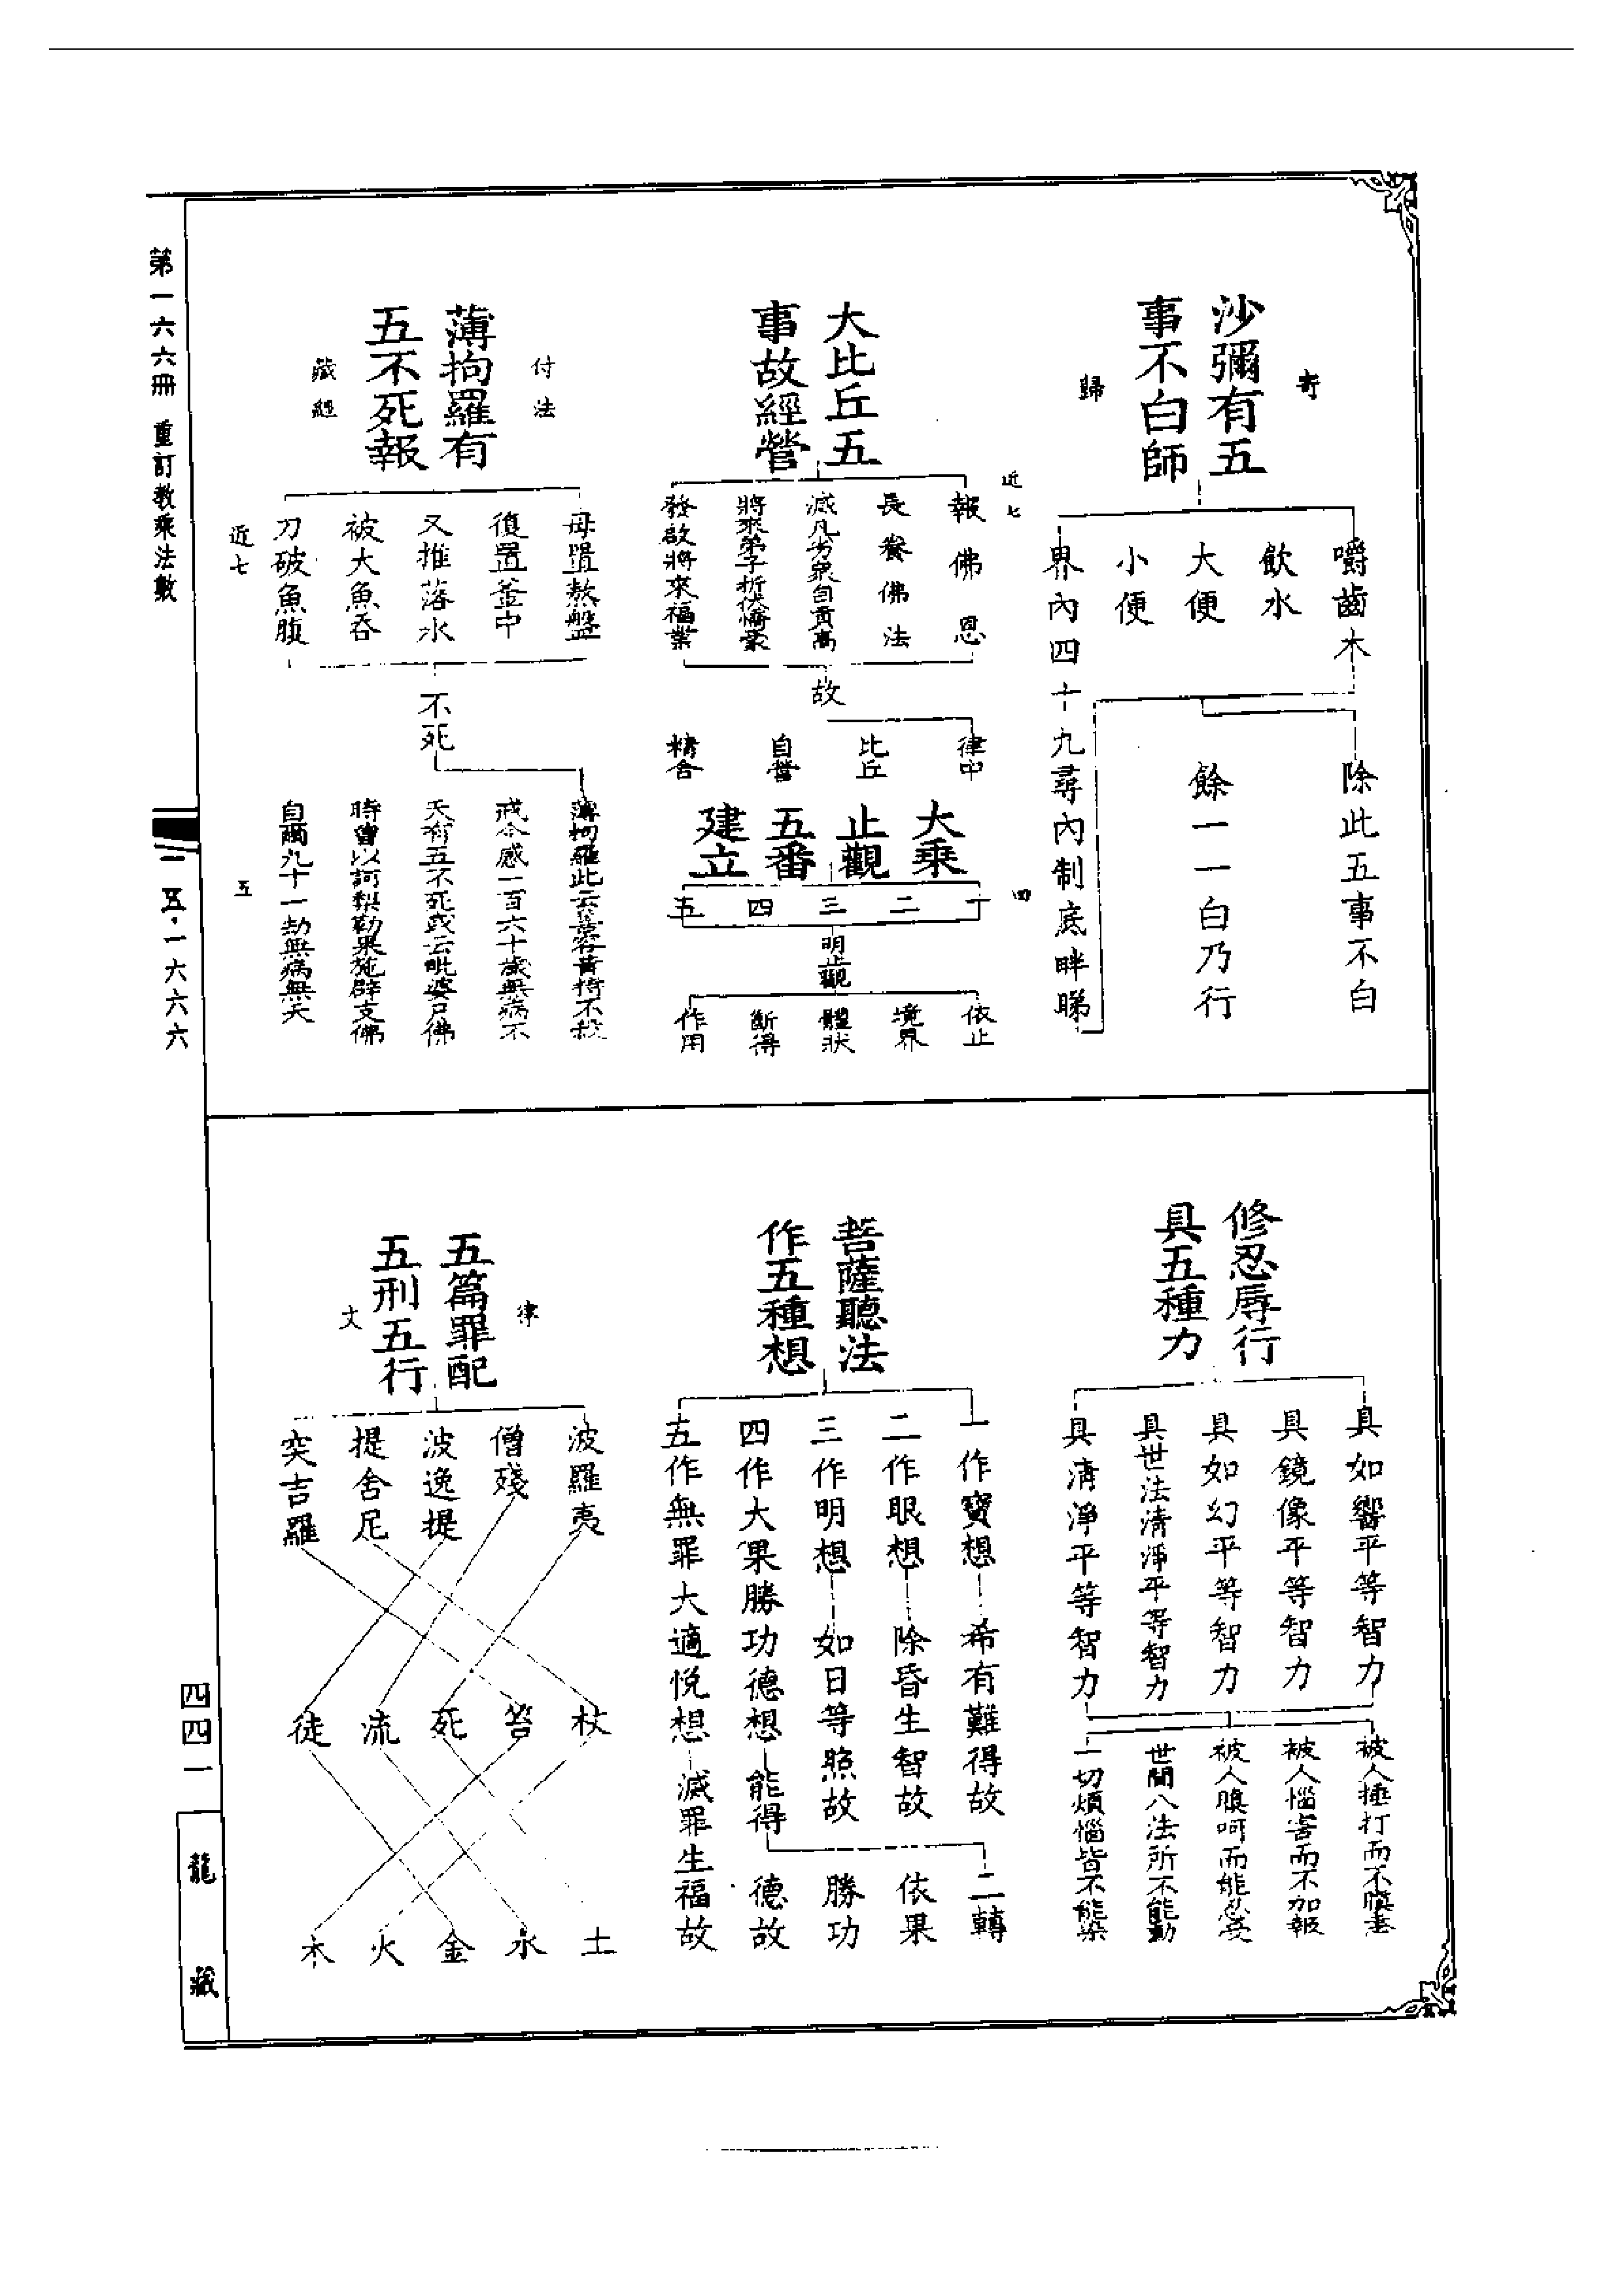 沙彌有五
事不白師
寄
歸
嚼齒木
飲水
大便
小便
界內四十九尋內制底畔睇
除此五事不白
餘一一白乃行
近七
四
大比丘五
事故經營
報佛恩
長養佛法
滅凡劣衆自貢高
將來弟子折伏憍豪
發啟將來福業
故
律中
比丘
自營
精舍
大乘
止觀
五番
建立
一
二
三
四
五
明止觀
依止
境界
體狀
斷得
作用
薄拘羅有
五不死報
付法
藏經
母置熬盤
復置釜中
又推落水
被大魚吞
刀破魚腹
不死
薄拘羅此云善容昔持不殺
戒今感一百六十歲無病不
夭有五不死或云毗婆尸佛
時曾以訶梨勒果施辟支佛
自爾九十一劫無病無夭
近七
五
修忍辱行
具五種力
具如響平等智力
具鏡像平等智力
具如幻平等智力
具世法清淨平等智力
具清淨平等智力
被人捶打而不瞋恚
被人惱害而不加報
被人瞋呵而能忍受
世間八法所不能動
一切煩惱皆不能染
菩薩聽法
作五種想
一作寶想
希有難得故
二作眼想
除昏生智故
三作明想
如日等照故
四作大果勝功德想
能得
二轉
依果
勝功
德故
五作無罪大適悅想
滅罪生福故
五篇罪配
五刑五行
律
文
波羅夷
僧殘
波逸提
提舍尼
突吉羅
杖
笞
死
流
徒
土
水
金
火
木
第一六六冊 重訂教乘法數
二五·一六六六
四四一
龍藏